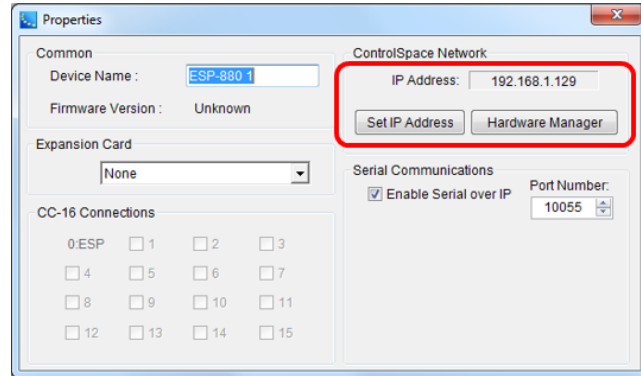 Properties
Common
Device Name : ESP-880 1
Firmware Version : Unknown
Expansion Card
None
CC-16 Connections
0:ESP 1 2 3
4 5 6 7
8 9 10 11
12 13 14 15
ControlSpace Network
IP Address: 192.168.1.129
Set IP Address Hardware Manager
Serial Communications
Enable Serial over IP Port Number:
10055